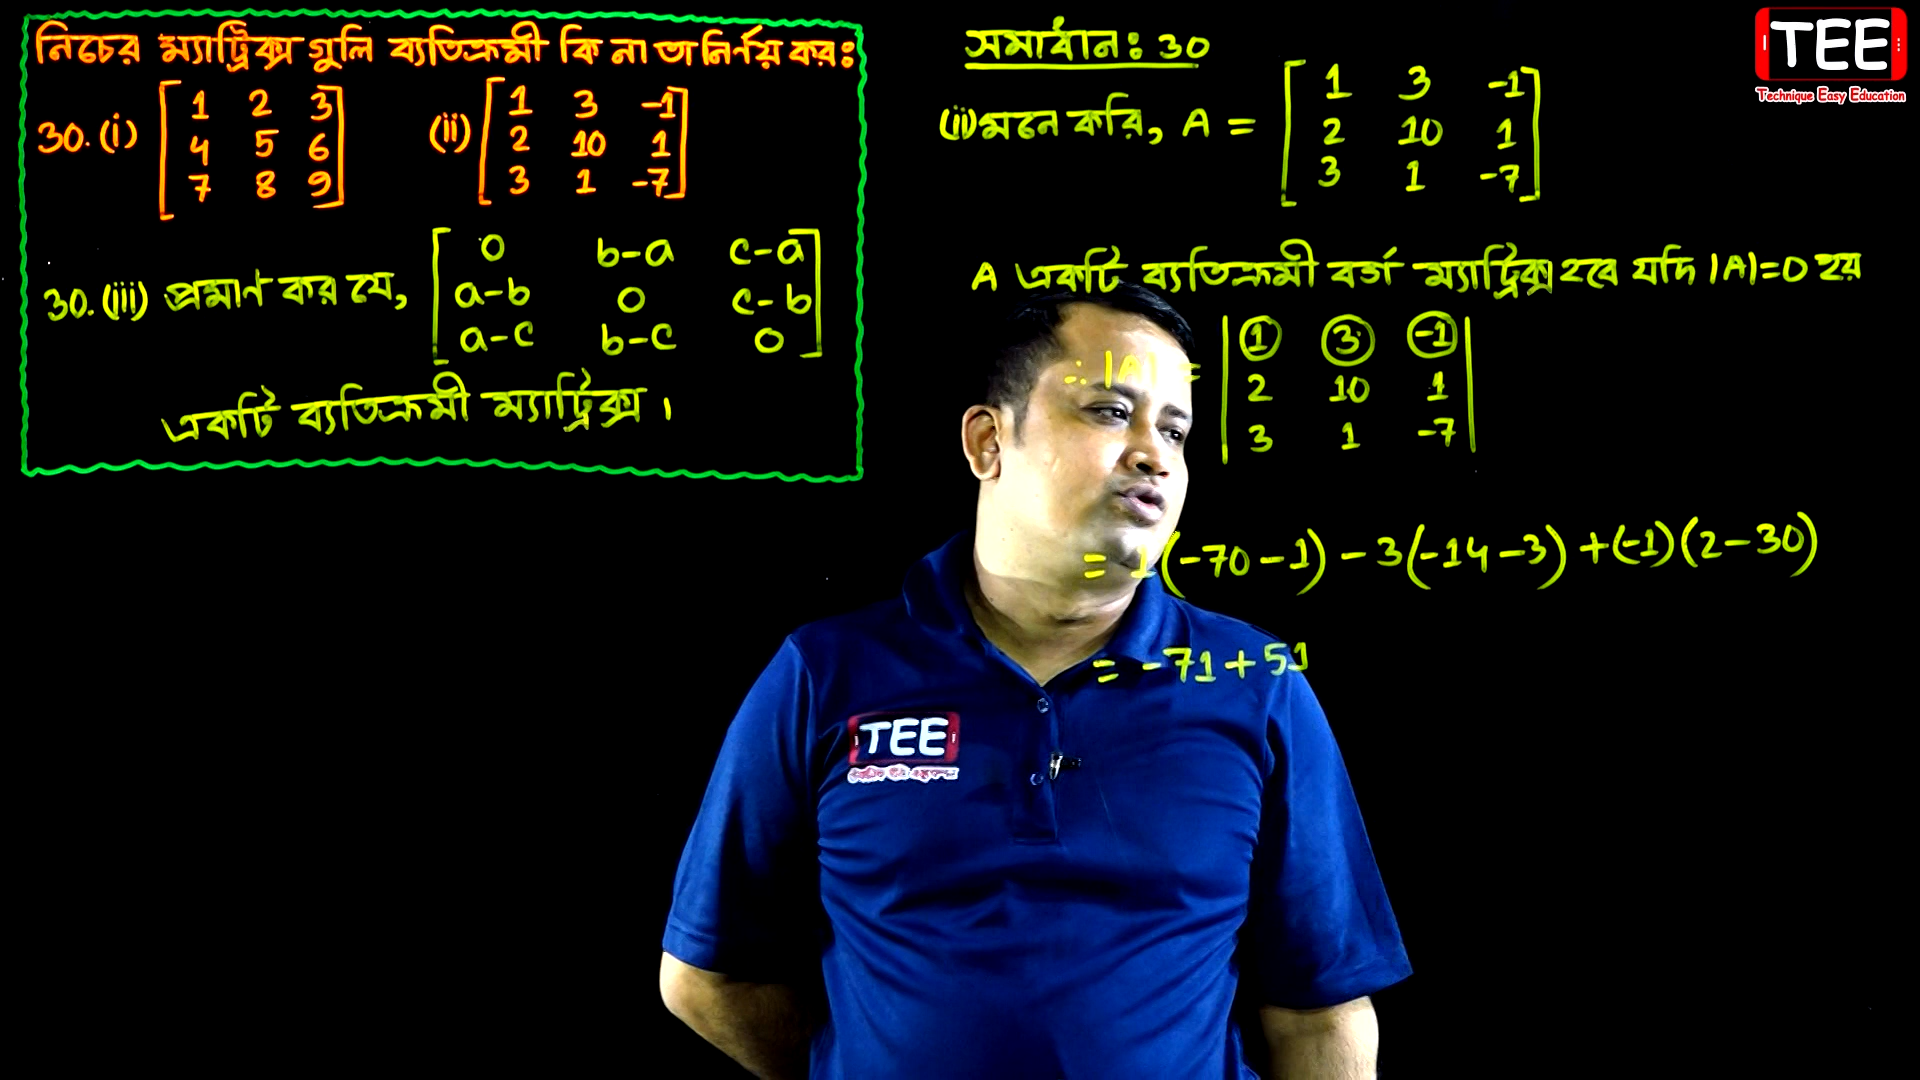 নিচের ম্যাট্রিক্স গুলি ব্যতিক্রমী কি না তা নির্ণয় কর:
30. (i) [1 2 3
4 5 6
7 8 9]
(ii) [1 3 -1
2 10 1
3 1 -7]
30. (iii) প্রমাণ কর যে, [0 b-a c-a
a-b 0 c-b
a-c b-c 0]
একটি ব্যতিক্রমী ম্যাট্রিক্স।
সমাধান: 30
(ii) মনে করি, A = [1 3 -1
2 10 1
3 1 -7]
A একটি ব্যতিক্রমী বর্গ ম্যাট্রিক্স হবে যদি |A|=0 হয়
∴ |A| = |1 3 -1
2 10 1
3 1 -7|
= 1(-70-1)-3(-14-3)+(-1)(2-30)
= -71+51
TEE
Technique Easy Education
TEE